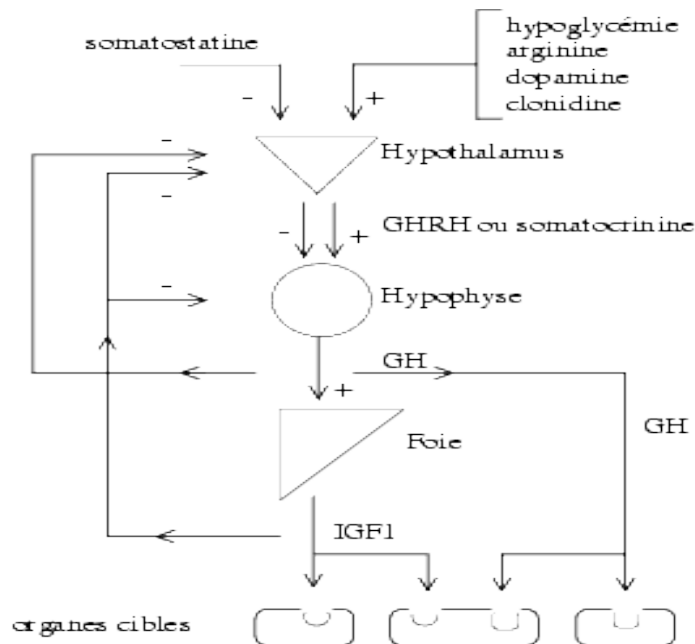 somatostatine
hypoglycémie
arginine
dopamine
clonidine
-
+
-
Hypothalamus
-
-
+
GHRH ou somatocrinine
-
Hypophyse
GH
+
GH
Foie
IGF1
organes cibles